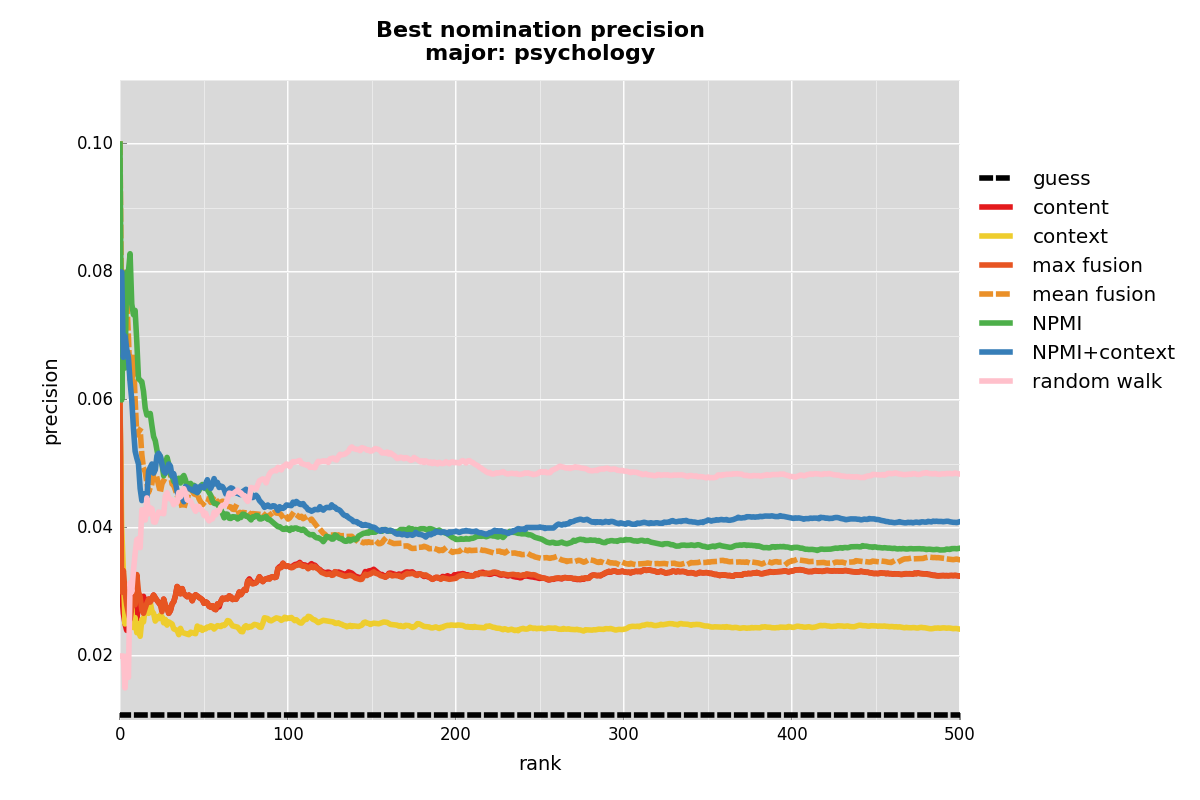 Best nomination precision
major: psychology
precision
0.10
0.08
0.06
0.04
0.02
0
100
200
300
400
500
rank
guess
content
context
max fusion
mean fusion
NPMI
NPMI+context
random walk